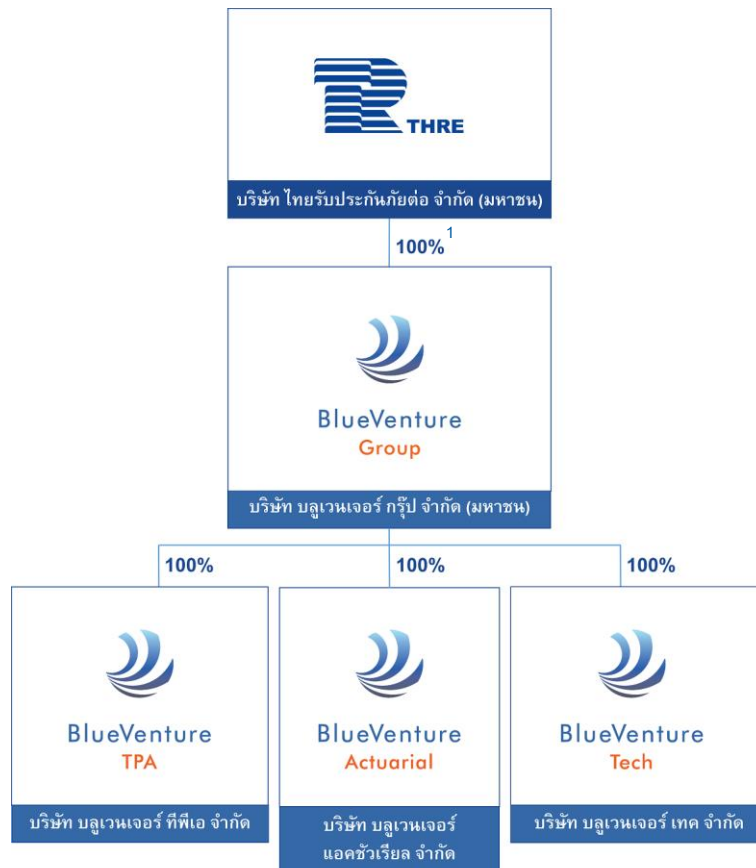 THRE
บริษัท ไทยรับประกันภัยต่อ จำกัด (มหาชน)
100%1
BlueVenture
Group
บริษัท บลูเวนเจอร์ กรุ๊ป จำกัด (มหาชน)
100%
100%
100%
BlueVenture
TPA
บริษัท บลูเวนเจอร์ ทีพีเอ จำกัด
BlueVenture
Actuarial
บริษัท บลูเวนเจอร์
แอคชัวเรียล จำกัด
BlueVenture
Tech
บริษัท บลูเวนเจอร์ เทค จำกัด